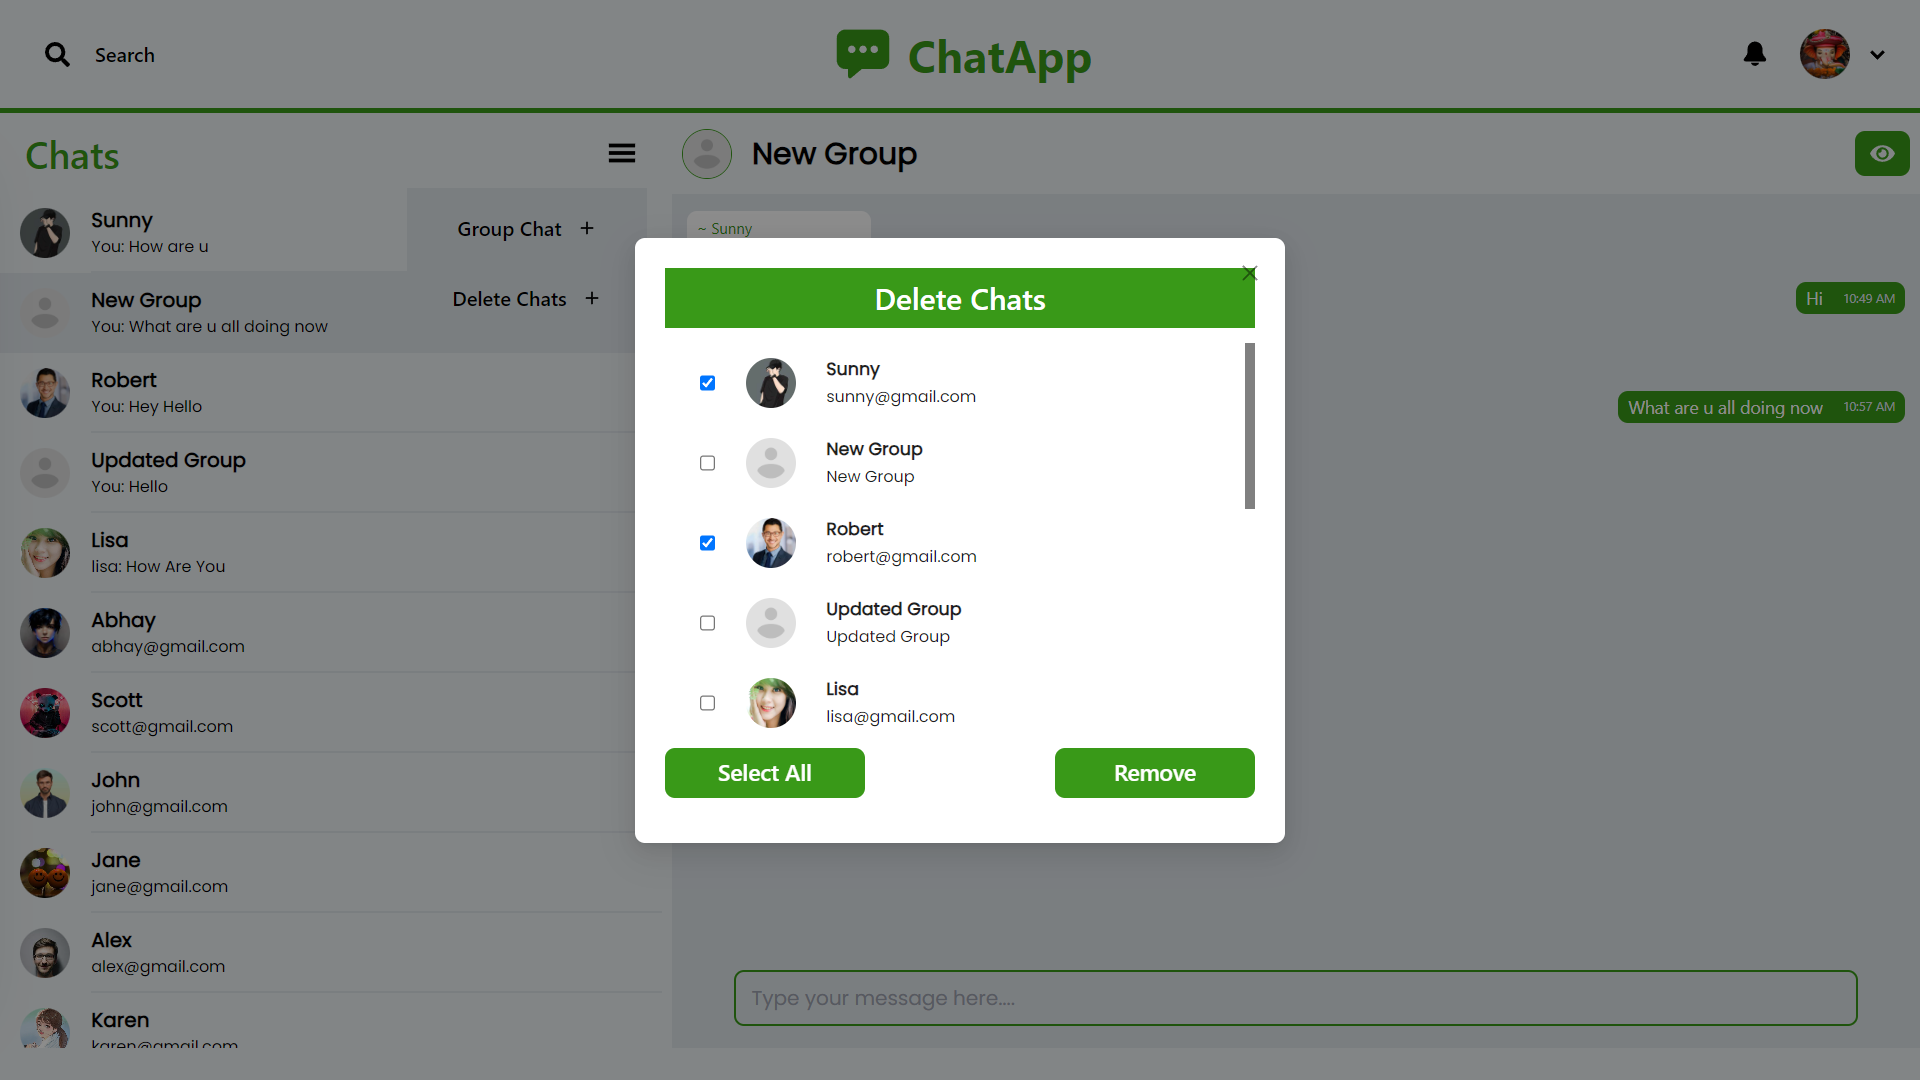 Search
ChatApp
Chats
New Group
Sunny
You: How are u
Group Chat +
New Group
You: What are u all doing now
Delete Chats +
Robert
You: Hey Hello
Updated Group
You: Hello
Lisa
lisa: How Are You
Abhay
abhay@gmail.com
Scott
scott@gmail.com
John
john@gmail.com
Jane
jane@gmail.com
Alex
alex@gmail.com
Karen
karen@gmail.com
~ Sunny
Hi 10:49 AM
What are u all doing now 10:57 AM
Delete Chats
Sunny
sunny@gmail.com
New Group
New Group
Robert
robert@gmail.com
Updated Group
Updated Group
Lisa
lisa@gmail.com
Select All
Remove
Type your message here....